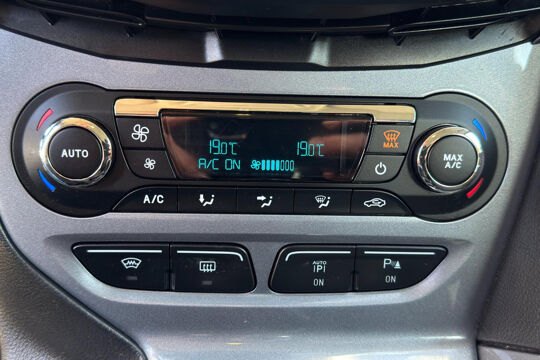 19.0°C 19.0°C
A/C ON
AUTO
MAX
MAX
A/C
A/C
AUTO
P
P
ON
ON